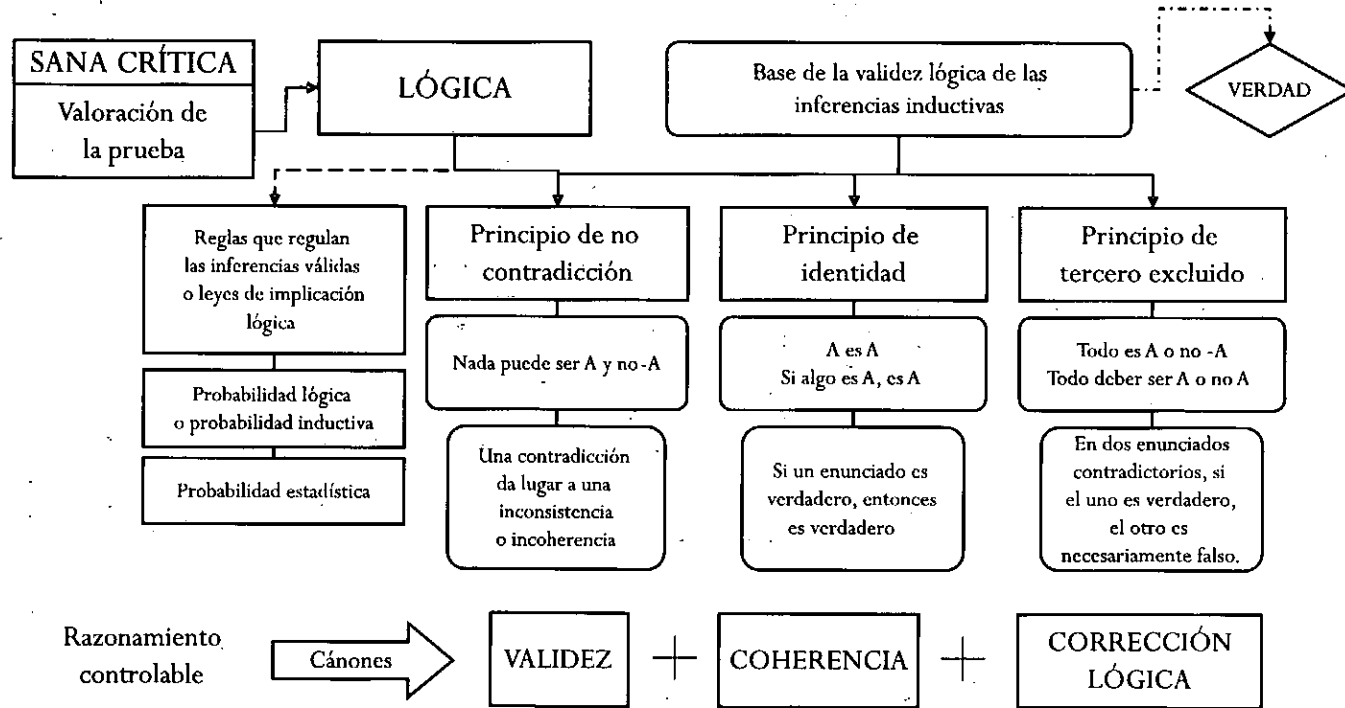 SANA CRÍTICA
Valoración de
la prueba
LÓGICA
Base de la validez lógica de las
inferencias inductivas
VERDAD
Reglas que regulan
las inferencias válidas
o leyes de implicación
lógica
Probabilidad lógica
o probabilidad inductiva
Probabilidad estadística
Principio de no
contradicción
Nada puede ser A y no -A
Una contradicción
da lugar a una
inconsistencia
o incoherencia
Principio de
identidad
A es A
Si algo es A, es A
Si un enunciado es
verdadero, entonces
es verdadero
Principio de
tercero excluido
Todo es A o no -A
Todo deber ser A o no A
En dos enunciados
contradictorios, si
el uno es verdadero,
el otro es
necesariamente falso.
Razonamiento
controlable
Cánones
VALIDEZ
+
COHERENCIA
+
CORRECCIÓN
LÓGICA